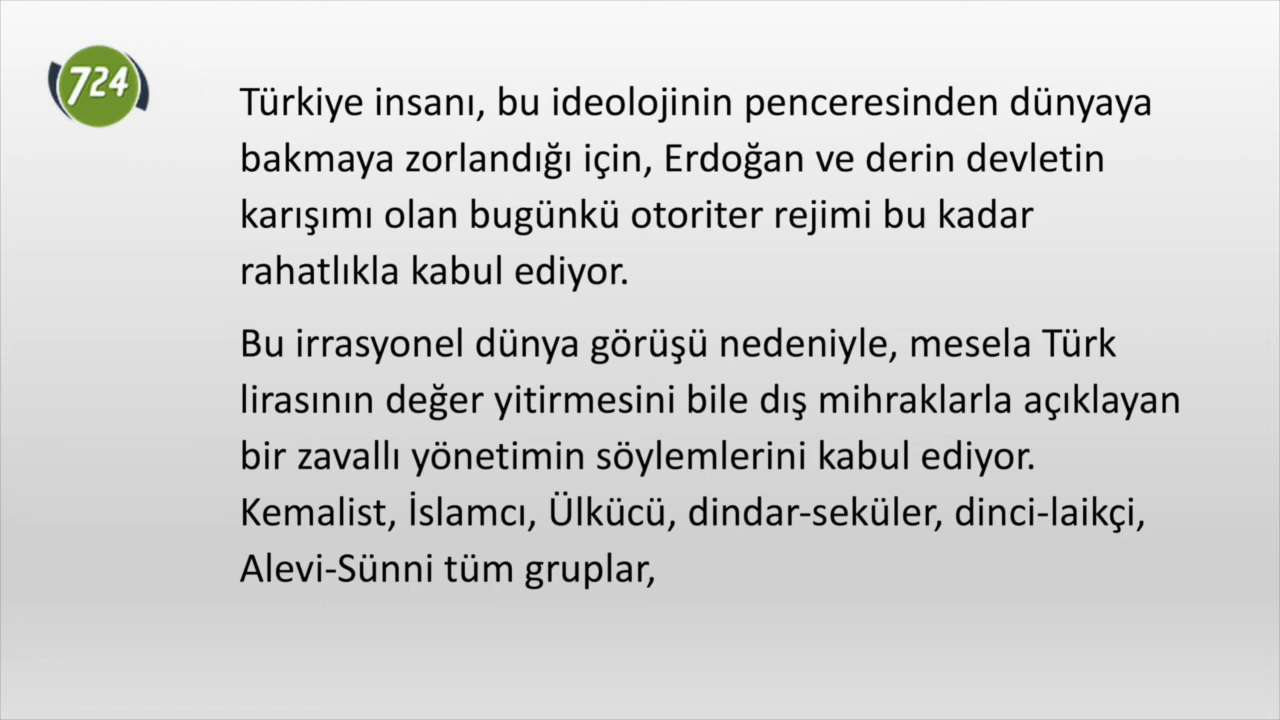 724
Türkiye insanı, bu ideolojinin penceresinden dünyaya
bakmaya zorlandığı için, Erdoğan ve derin devletin
karışımı olan bugünkü otoriter rejimi bu kadar
rahatlıkla kabul ediyor.
Bu irrasyonel dünya görüşü nedeniyle, mesela Türk
lirasının değer yitirmesini bile dış mihraklarla açıklayan
bir zavallı yönetimin söylemlerini kabul ediyor.
Kemalist, İslamcı, Ülkücü, dindar-seküler, dinci-laikçi,
Alevi-Sünni tüm gruplar,